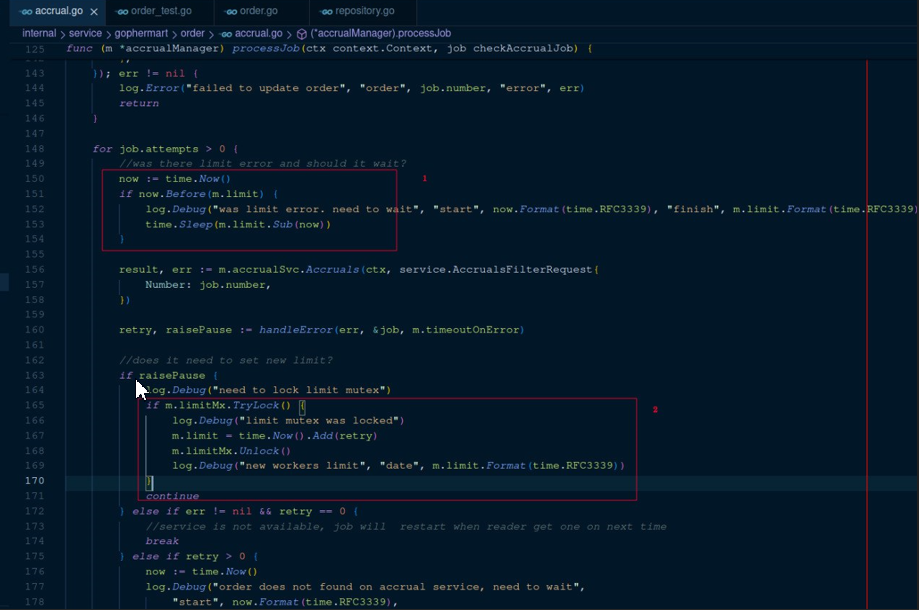 accrual.go × order_test.go order.go repository.go
internal > service > gophermart > order > accrual.go > (*accrualManager).processJob
125 func (m *accrualManager) processJob(ctx context.Context, job checkAccrualJob) {
143 }); err != nil {
144 log.Error("failed to update order", "order", job.number, "error", err)
145 return
146 }
147
148 for job.attempts > 0 {
149 //was there limit error and should it wait?
150 now := time.Now() 1
151 if now.Before(m.limit) {
152 log.Debug("was limit error. need to wait", "start", now.Format(time.RFC3339), "finish", m.limit.Format(time.RFC3339)
153 time.Sleep(m.limit.Sub(now))
154 }
155
156 result, err := m.accrualSvc.Accruals(ctx, service.AccrualsFilterRequest{
157 Number: job.number,
158 })
159
160 retry, raisePause := handleError(err, &job, m.timeoutOnError)
161
162 //does it need to set new limit?
163 if raisePause {
164 log.Debug("need to lock limit mutex")
165 if m.limitMx.TryLock() { 2
166 log.Debug("limit mutex was locked")
167 m.limit = time.Now().Add(retry)
168 m.limitMx.Unlock()
169 log.Debug("new workers limit", "date", m.limit.Format(time.RFC3339))
170 }
171 continue
172 } else if err != nil && retry == 0 {
173 //service is not available, job will restart when reader get one on next time
174 break
175 } else if retry > 0 {
176 now := time.Now()
177 log.Debug("order does not found on accrual service, need to wait",
178 "start", now.Format(time.RFC3339),